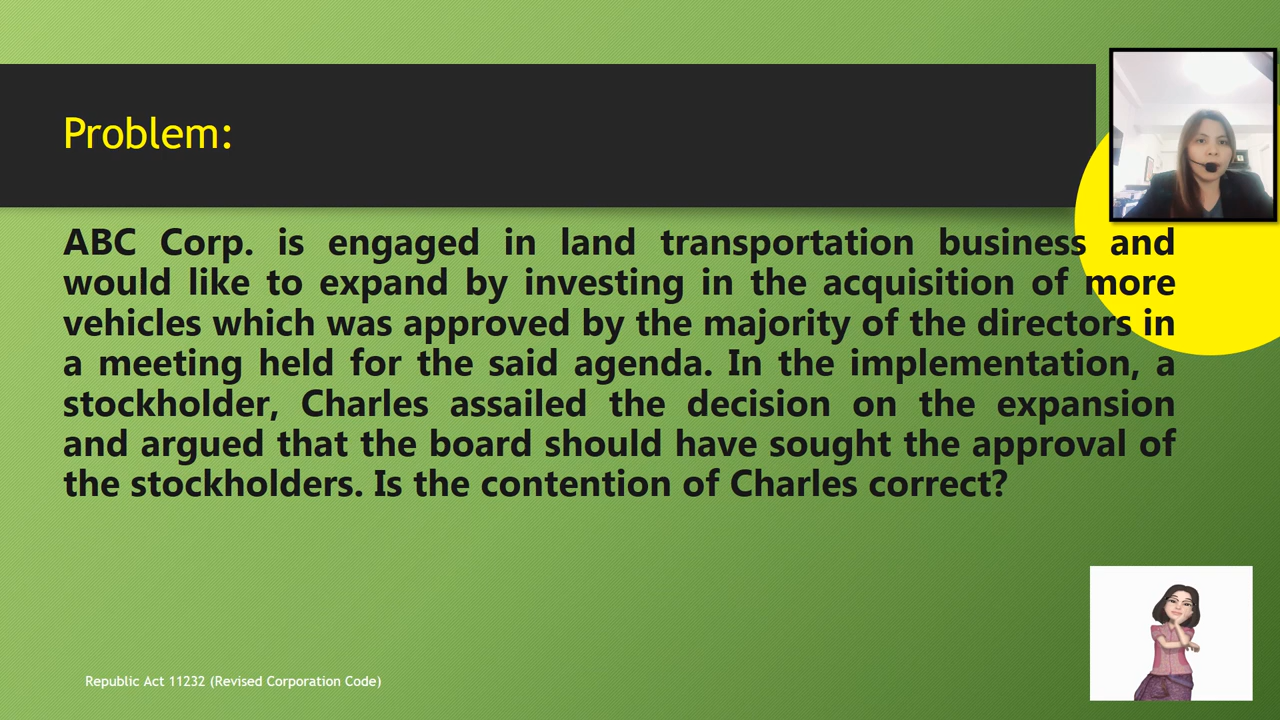 Problem:
ABC Corp. is engaged in land transportation business and
would like to expand by investing in the acquisition of more
vehicles which was approved by the majority of the directors in
a meeting held for the said agenda. In the implementation, a
stockholder, Charles assailed the decision on the expansion
and argued that the board should have sought the approval of
the stockholders. Is the contention of Charles correct?
Republic Act 11232 (Revised Corporation Code)